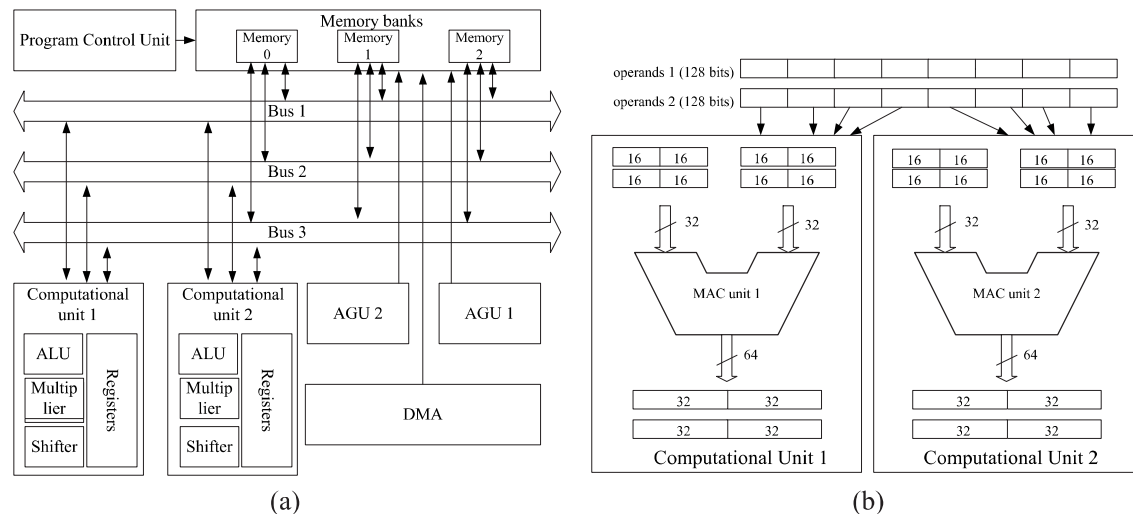 Program Control Unit
Memory banks
Memory
0
Memory
1
Memory
2
Bus 1
Bus 2
Bus 3
Computational
unit 1
ALU
Multip
lier
Shifter
Registers
Computational
unit 2
ALU
Multip
lier
Shifter
Registers
AGU 2
AGU 1
DMA
(a)
operands 1 (128 bits)
operands 2 (128 bits)
16 16 16 16
16 16 16 16
32 32
MAC unit 1
64
32 32
32 32
Computational Unit 1
16 16 16 16
16 16 16 16
32 32
MAC unit 2
64
32 32
32 32
Computational Unit 2
(b)